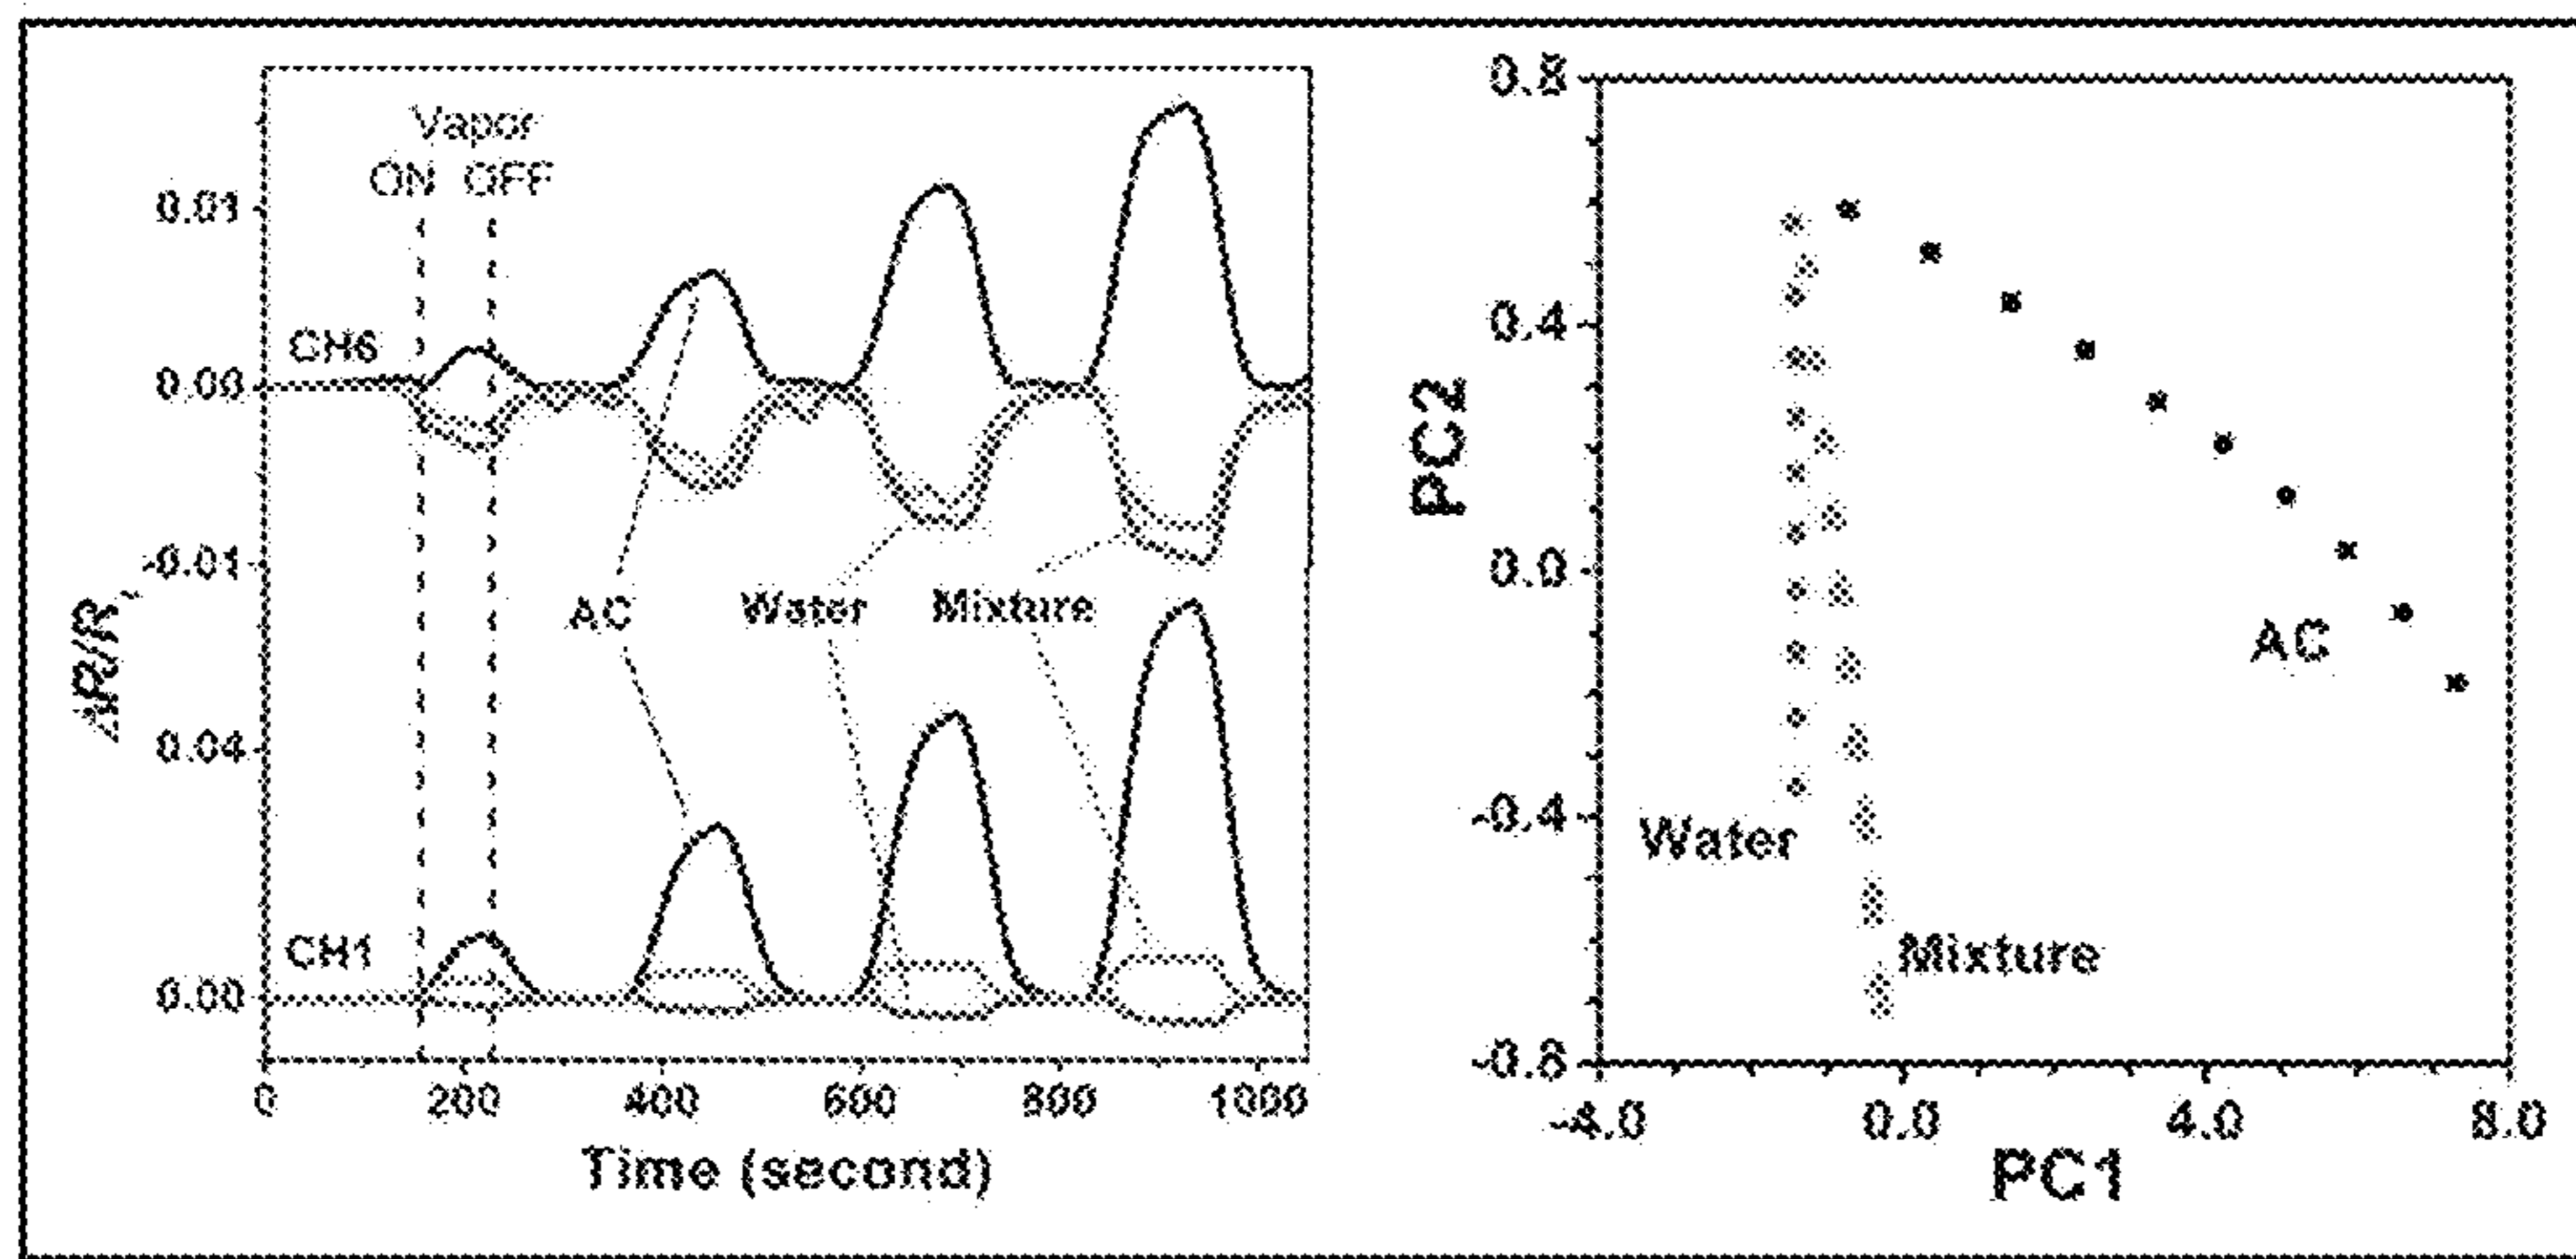 Vapor
ON OFF
0.01
CH6
0.00
-0.01
AC Water Mixture
ΔR/R
0.04
CH1
0.00
0 200 400 600 800 1000
Time (second)
0.8
0.4
PC2
0.0
AC
-0.4
Water
Mixture
-0.8
-4.0 0.0 4.0 8.0
PC1